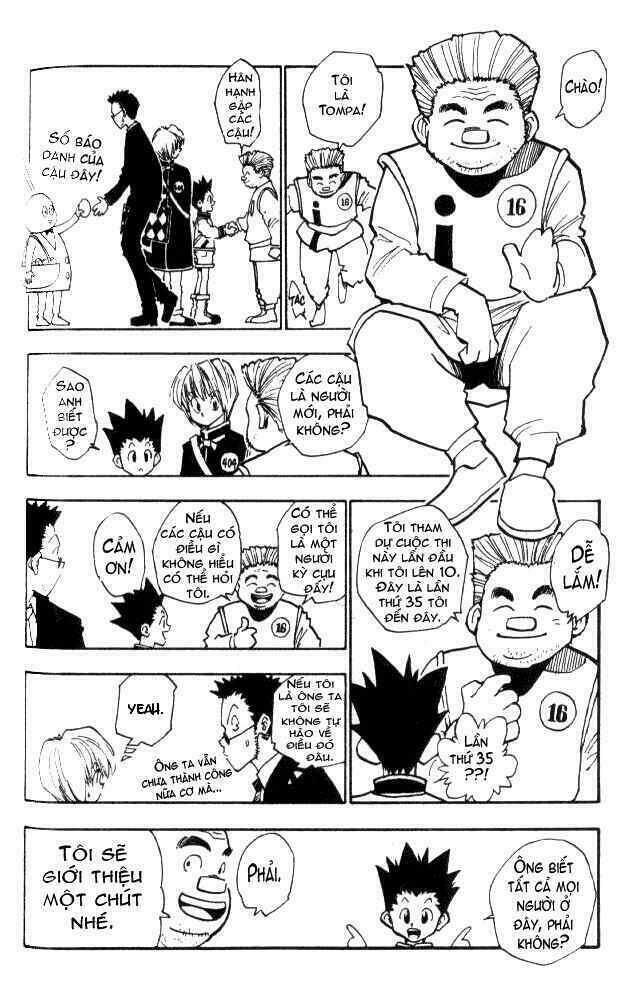 CHÀO!
16
TÔI
LÀ
TOMPA!
16
TẠC
HÂN
HẠNH
GẶP
CÁC
CẬU!
SỐ BÁO
DANH CỦA
CẬU ĐÂY!
CÁC CẬU
LÀ NGƯỜI
MỚI, PHẢI
KHÔNG?
404
SAO
ANH
BIẾT
ĐƯỢC
?
DỄ
LẮM!
TÔI THAM
DỰ CUỘC THI
NÀY LẦN ĐẦU
KHI TÔI LÊN 10.
ĐÂY LÀ LẦN
THỨ 35 TÔI
ĐẾN ĐÂY.
16
LẦN
THỨ 35
??!
CÓ THỂ
GỌI TÔI
LÀ MỘT
NGƯỜI
KỲ CỰU
ĐẤY!
NẾU
CÁC CẬU CÓ
ĐIỀU GÌ
KHÔNG HIỂU
CÓ THỂ HỎI
TÔI.
16
CẢM
ƠN!
NẾU TÔI
LÀ ÔNG TA
TÔI SẼ
KHÔNG TỰ
HÀO VỀ
ĐIỀU ĐÓ
ĐÂU.
ÔNG TA VẪN
CHƯA THÀNH CÔNG
NỮA CƠ MÀ...
YEAH.
ÔNG BIẾT
TẤT CẢ MỌI
NGƯỜI Ở
ĐÂY, PHẢI
KHÔNG?
PHẢI,
TÔI SẼ
GIỚI THIỆU
MỘT CHÚT
NHÉ.